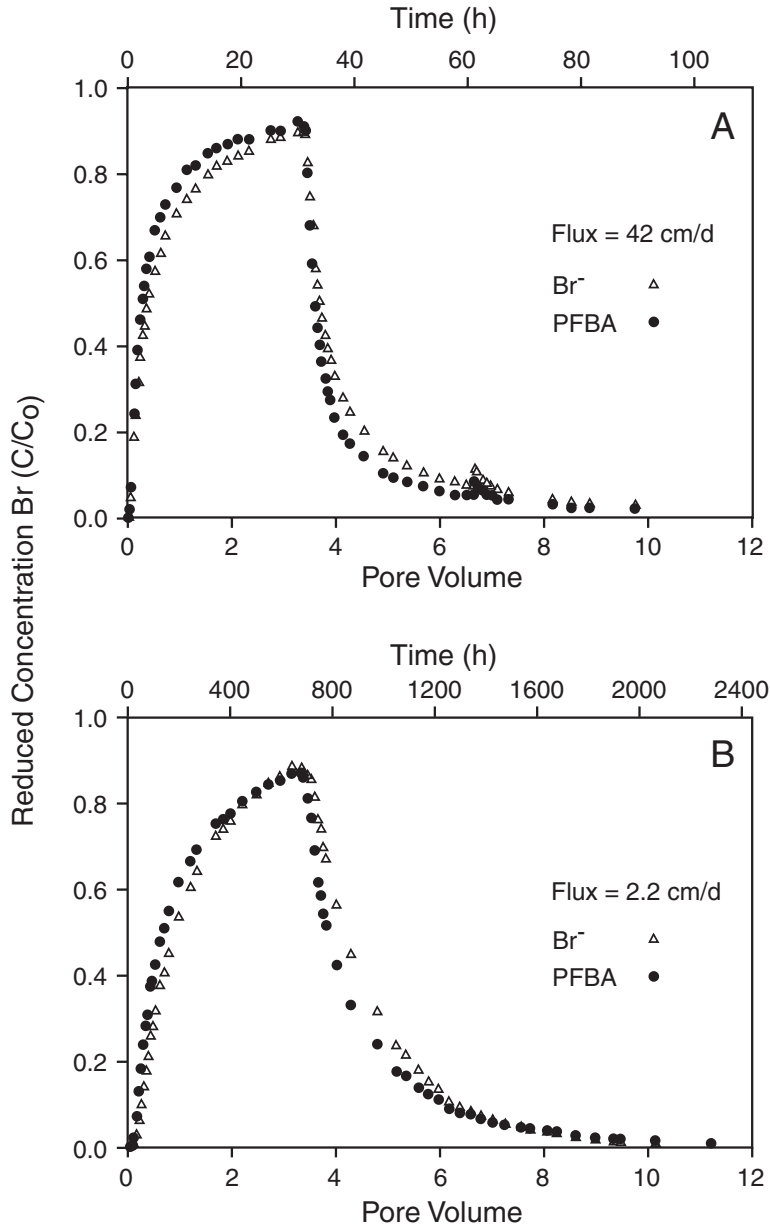 Time (h)
0 20 40 60 80 100
1.0
0.8
0.6
0.4
0.2
0.0
A
Flux = 42 cm/d
Br⁻ △
PFBA ●
0 2 4 6 8 10 12
Pore Volume
Reduced Concentration Br (C/C₀)
Time (h)
0 400 800 1200 1600 2000 2400
1.0
0.8
0.6
0.4
0.2
0.0
B
Flux = 2.2 cm/d
Br⁻ △
PFBA ●
0 2 4 6 8 10 12
Pore Volume